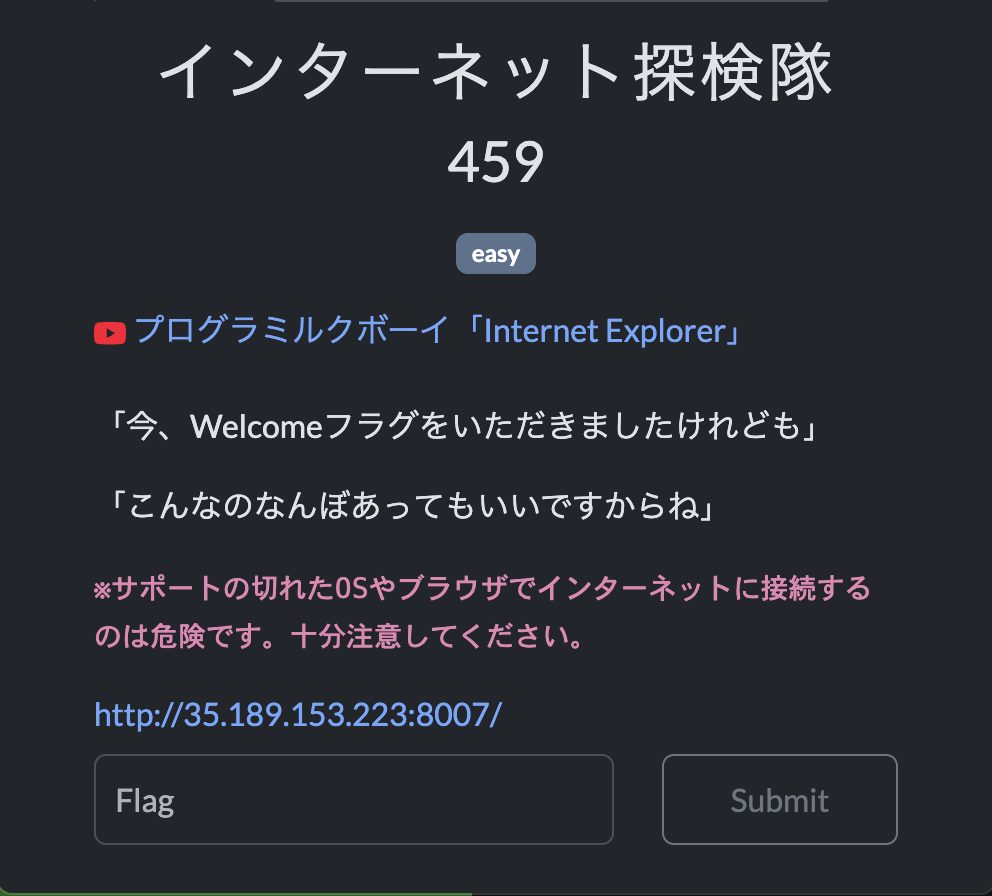 インターネット探検隊
459
easy
プログラミルクボーイ「Internet Explorer」
「今、Welcomeフラグをいただきましたけれども」
「こんなのなんぼあってもいいですからね」
※サポートの切れたOSやブラウザでインターネットに接続する
のは危険です。十分注意してください。
http://35.189.153.223:8007/
Flag
Submit